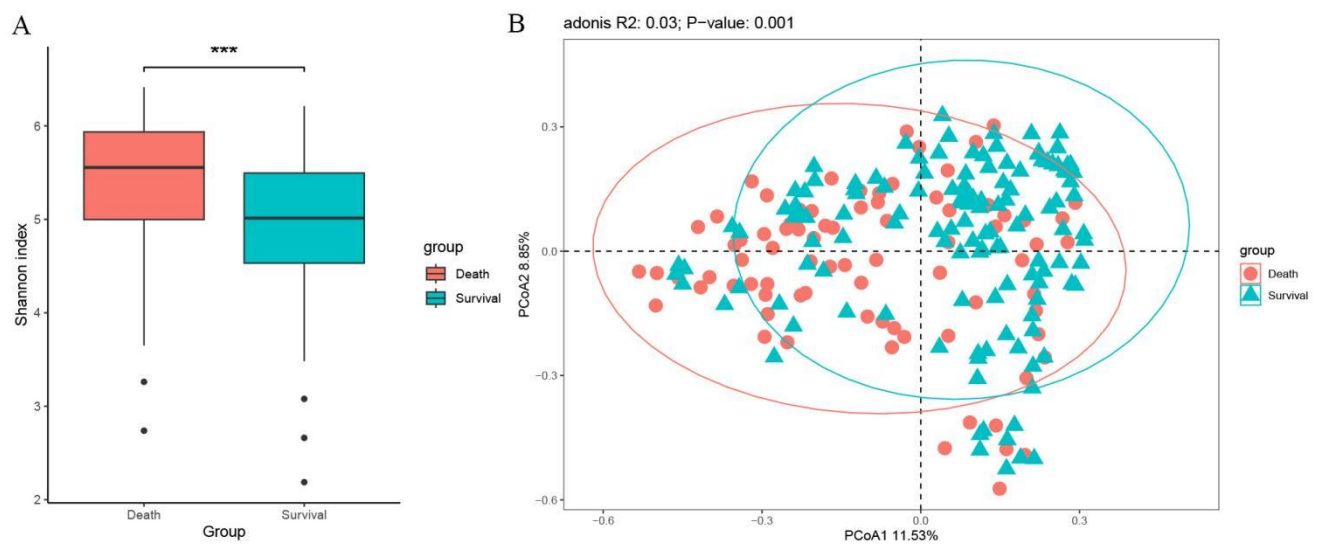 A
***
Shannon index
6
5
4
3
2
Death
Survival
Group
group
Death
Survival
B
adonis R2: 0.03; P-value: 0.001
PCoA2 8.85%
0.3
0.0
-0.3
-0.6
-0.6
-0.3
0.0
0.3
PCoA1 11.53%
group
Death
Survival